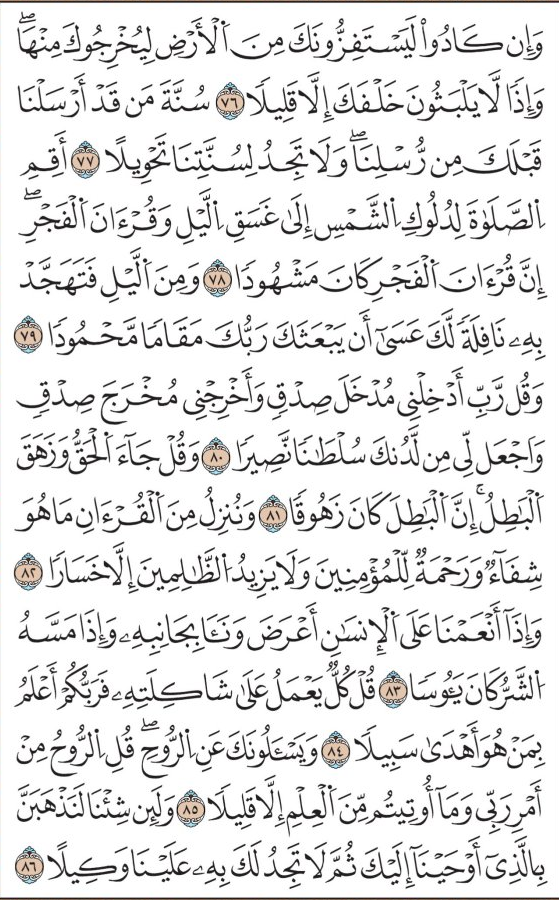 وَإِن كَادُوا۟ لَيَسْتَفِزُّونَكَ مِنَ ٱلْأَرْضِ لِيُخْرِجُوكَ مِنْهَاۖ
وَإِذًا لَّا يَلْبَثُونَ خَلْفَكَ إِلَّا قَلِيلًا ٧٦ سُنَّةَ مَن قَدْ أَرْسَلْنَا
قَبْلَكَ مِن رُّسْلِنَاۖ وَلَا تَجِدُ لِسُنَّتِنَا تَحْوِيلًا ٧٧ أَقِمِ
ٱلصَّلَوٰةَ لِدُلُوكِ ٱلشَّمْسِ إِلَىٰ غَسَقِ ٱلَّيْلِ وَقُرْءَانَ ٱلْفَجْرِۖ
إِنَّ قُرْءَانَ ٱلْفَجْرِ كَانَ مَشْهُودًا ٧٨ وَمِنَ ٱلَّيْلِ فَتَهَجَّدْ
بِهِۦ نَافِلَةً لَّكَ عَسَىٰٓ أَن يَبْعَثَكَ رَبُّكَ مَقَامًا مَّحْمُودًا ٧٩
وَقُل رَّبِّ أَدْخِلْنِى مُدْخَلَ صِدْقٍ وَأَخْرِجْنِى مُخْرَجَ صِدْقٍ
وَٱجْعَل لِّى مِن لَّدُنكَ سُلْطَٰنًا نَّصِيرًا ٨٠ وَقُلْ جَآءَ ٱلْحَقُّ وَزَهَقَ
ٱلْبَٰطِلُۚ إِنَّ ٱلْبَٰطِلَ كَانَ زَهُوقًا ٨١ وَنُنزِلُ مِنَ ٱلْقُرْءَانِ مَا هُوَ
شِفَآءٌ وَرَحْمَةٌ لِّلْمُؤْمِنِينَ وَلَا يَزِيدُ ٱلظَّٰلِمِينَ إِلَّا خَسَارًا ٨٢
وَإِذَآ أَنْعَمْنَا عَلَى ٱلْإِنسَٰنِ أَعْرَضَ وَنَـَٔا بِجَانِبِهِۦ وَإِذَا مَسَّهُ
ٱلشَّرُّ كَانَ يَـُٔوسًا ٨٣ قُلْ كُلٌّ يَعْمَلُ عَلَىٰ شَاكِلَتِهِۦ فَرَبُّكُمْ أَعْلَمُ
بِمَنْ هُوَ أَهْدَىٰ سَبِيلًا ٨٤ وَيَسْـَٔلُونَكَ عَنِ ٱلرُّوحِۖ قُلِ ٱلرُّوحُ مِنْ
أَمْرِ رَبِّى وَمَآ أُوتِيتُم مِّنَ ٱلْعِلْمِ إِلَّا قَلِيلًا ٨٥ وَلَئِن شِئْنَا لَنَذْهَبَنَّ
بِٱلَّذِىٓ أَوْحَيْنَآ إِلَيْكَ ثُمَّ لَا تَجِدُ لَكَ بِهِۦ عَلَيْنَا وَكِيلًا ٨٦